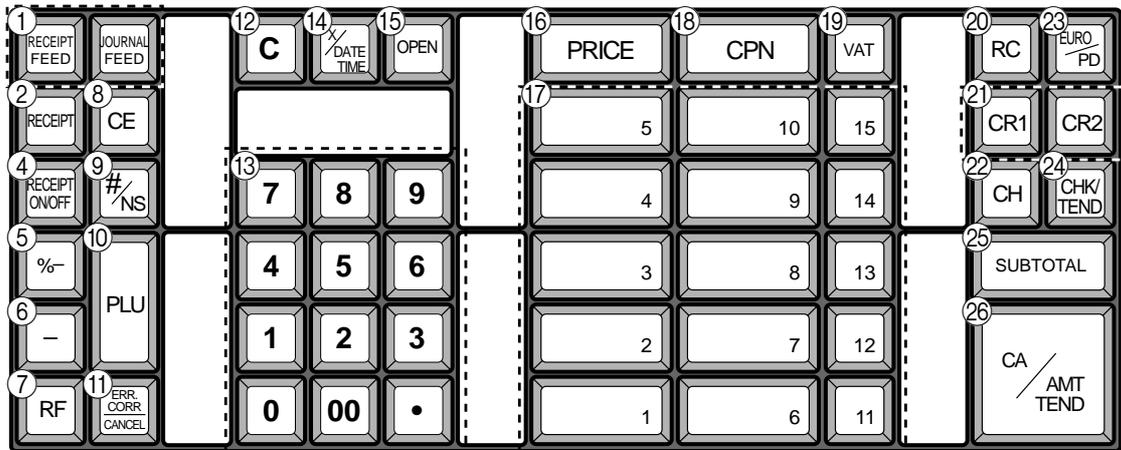 1 RECEIPT FEED
JOURNAL FEED
12 C
14 X/DATE TIME
15 OPEN
16 PRICE
18 CPN
19 VAT
20 RC
23 EURO/PD
2 RECEIPT
8 CE
17 5
10
15
21 CR1
CR2
4 RECEIPT ON/OFF
9 #/NS
13 7
8
9
4
9
14
22 CH
24 CHK/TEND
5 %−
10 PLU
4
5
6
3
8
13
25 SUBTOTAL
6 −
1
2
3
2
7
12
26 CA/AMT TEND
7 RF
11 ERR. CORR CANCEL
0
00
•
1
6
11